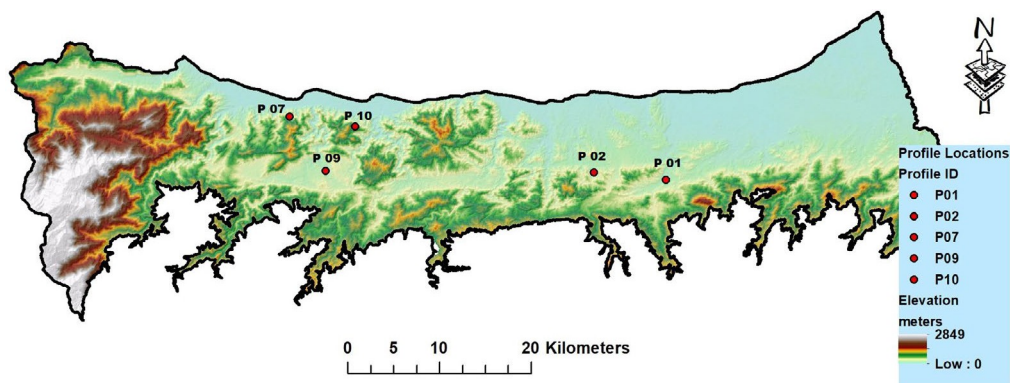 N
P 07
P 10
P 09
P 02
P 01
Profile Locations
Profile ID
P01
P02
P07
P09
P10
Elevation
meters
2849
Low : 0
0 5 10 20 Kilometers